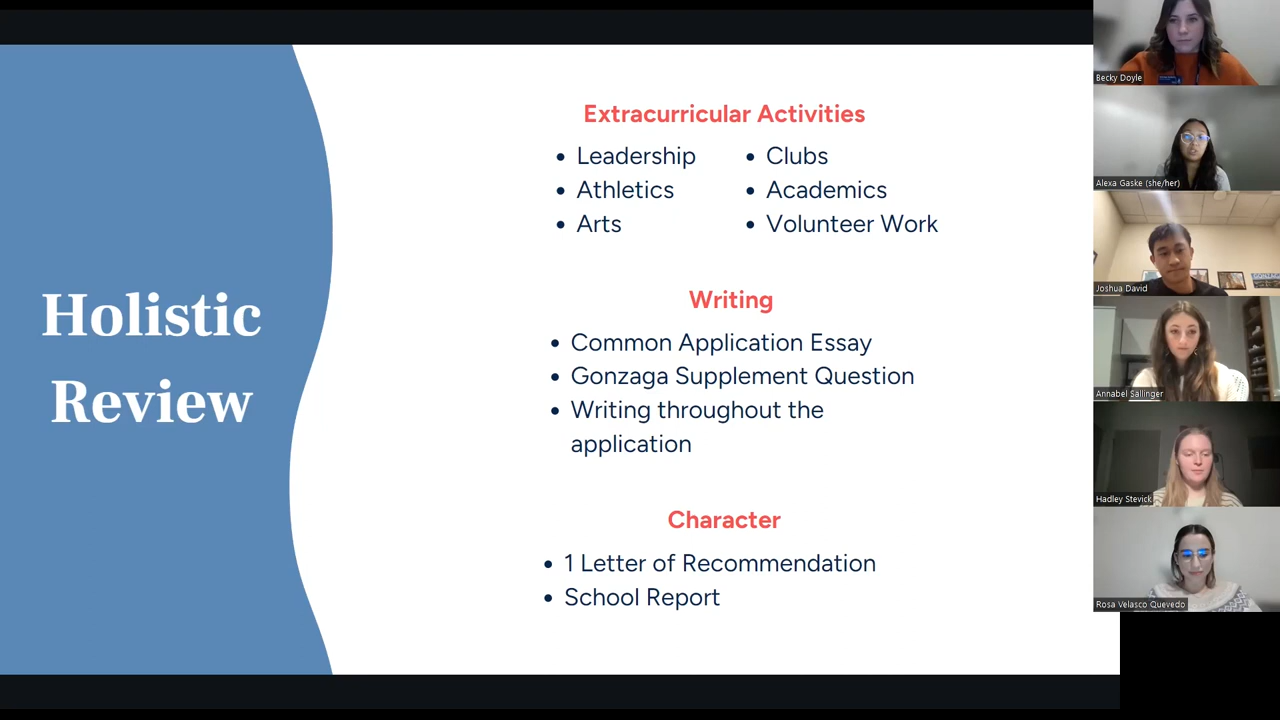 Holistic
Review
Extracurricular Activities
• Leadership
• Athletics
• Arts
• Clubs
• Academics
• Volunteer Work
Writing
• Common Application Essay
• Gonzaga Supplement Question
• Writing throughout the
application
Character
• 1 Letter of Recommendation
• School Report
Becky Doyle
Alexa Gaske (she/her)
Joshua David
Annabel Sallinger
Hadley Stevick
Rosa Velasco Quevedo